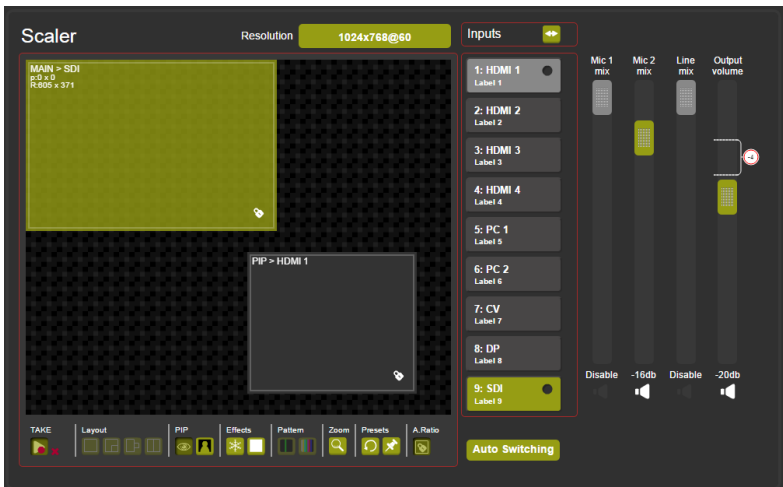 Scaler
Resolution
1024x768@60
MAIN > SDI
p:0 x 0
R:605 x 371
PIP > HDMI 1
TAKE
Layout
PIP
Effects
Pattern
Zoom
Presets
A.Ratio
Inputs
1: HDMI 1
Label 1
2: HDMI 2
Label 2
3: HDMI 3
Label 3
4: HDMI 4
Label 4
5: PC 1
Label 5
6: PC 2
Label 6
7: CV
Label 7
8: DP
Label 8
9: SDI
Label 9
Auto Switching
Mic 1
mix
Mic 2
mix
Line
mix
Output
volume
Disable
-16db
Disable
-20db